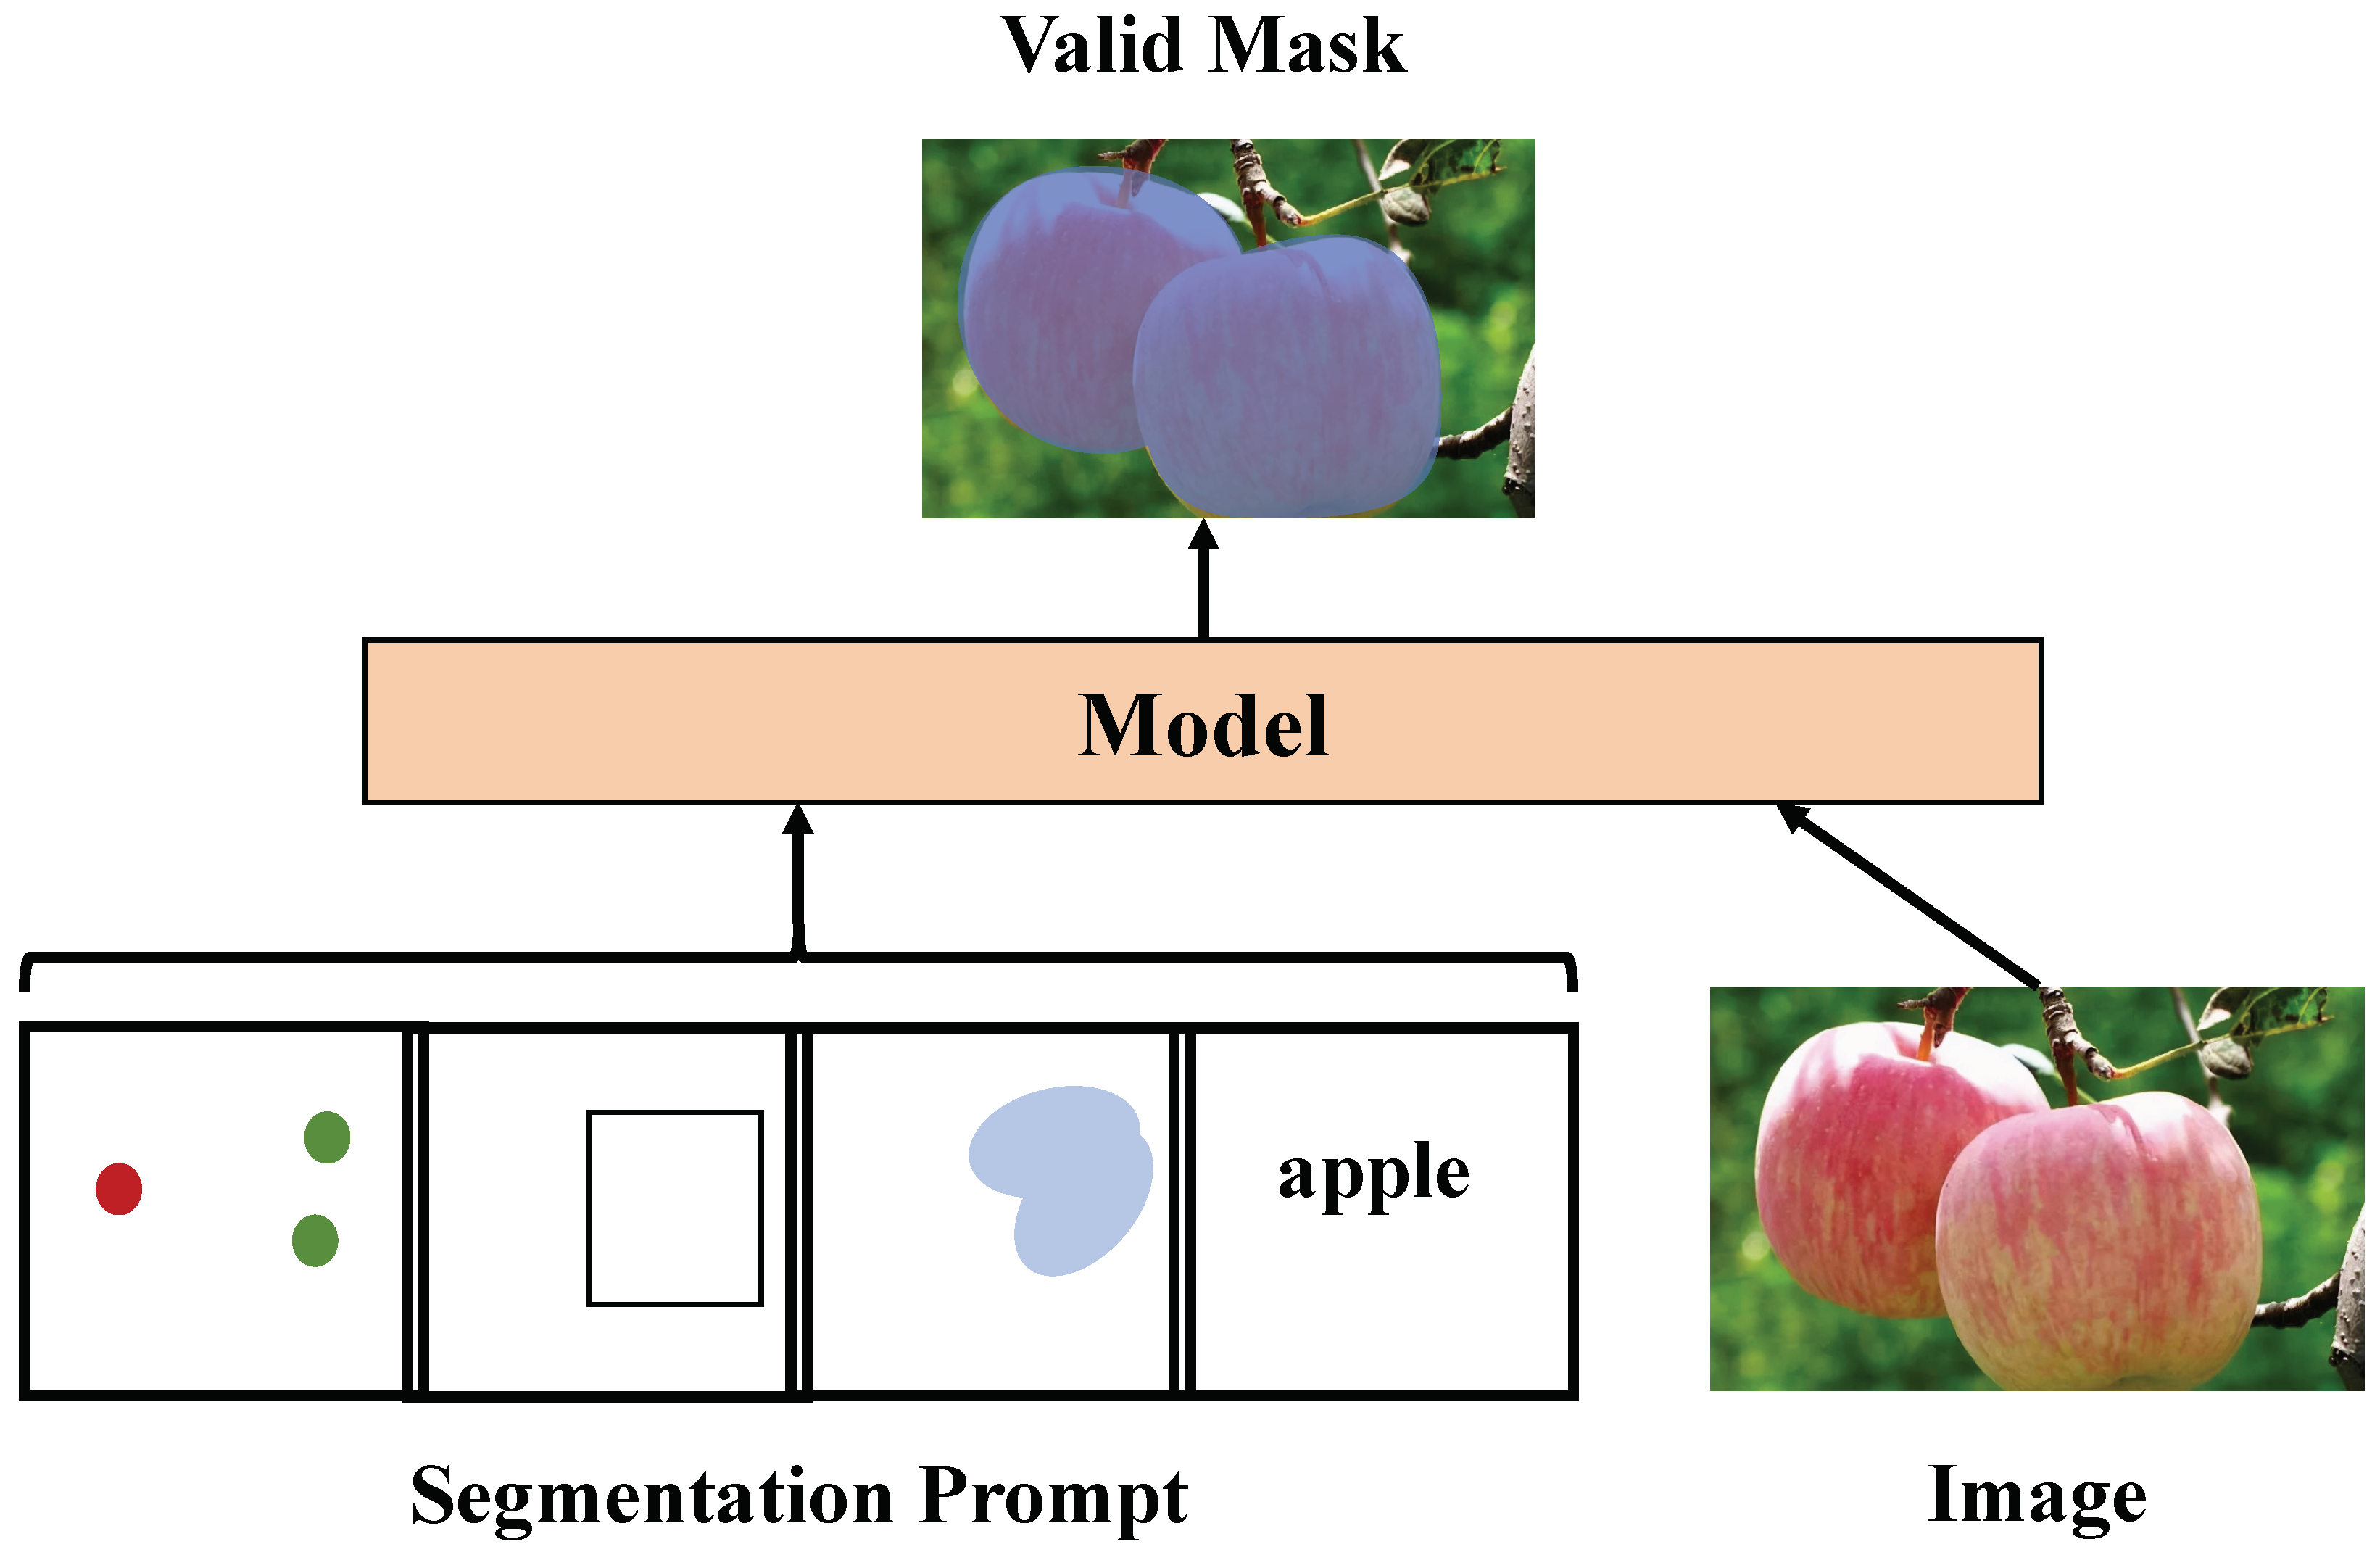 Valid Mask
Model
apple
Segmentation Prompt
Image